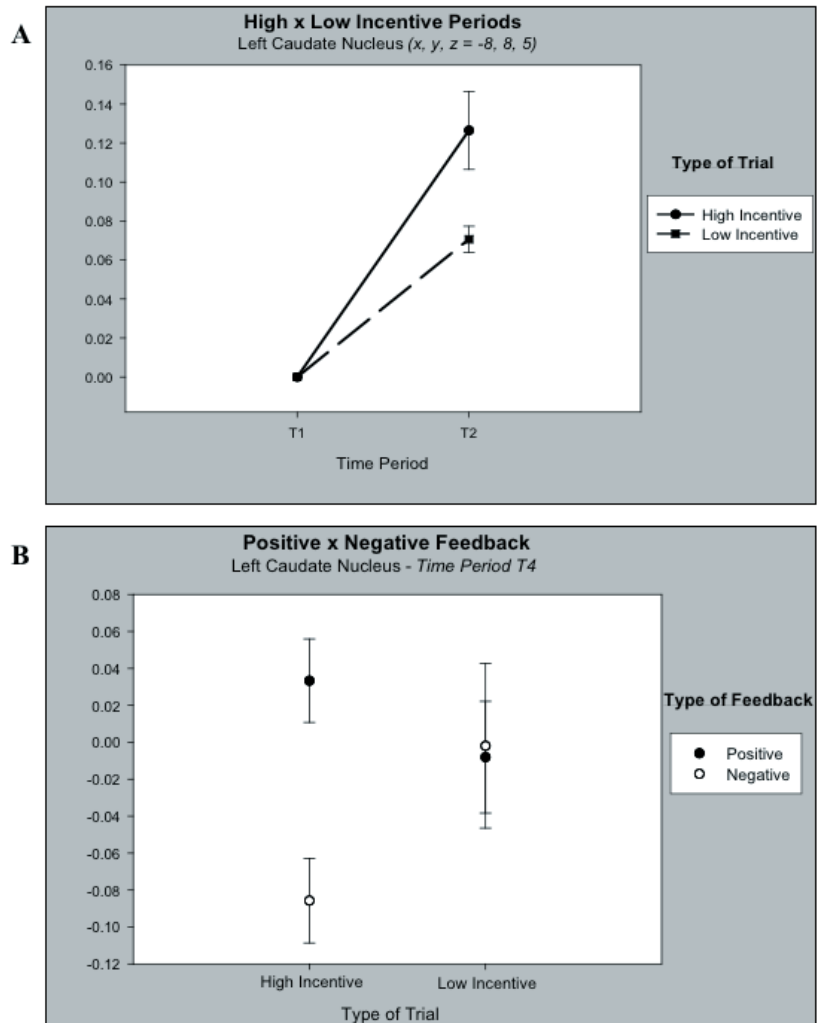 A
High x Low Incentive Periods
Left Caudate Nucleus (x, y, z = -8, 8, 5)
0.16
0.14
0.12
0.10
0.08
0.06
0.04
0.02
0.00
T1 T2
Time Period
Type of Trial
High Incentive
Low Incentive
B
Positive x Negative Feedback
Left Caudate Nucleus - Time Period T4
0.08
0.06
0.04
0.02
0.00
-0.02
-0.04
-0.06
-0.08
-0.10
-0.12
High Incentive Low Incentive
Type of Trial
Type of Feedback
Positive
Negative